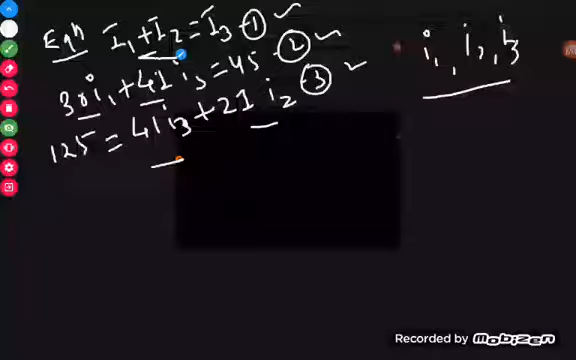 Eqn I₁+I₂=I₃-①✓
30i₁+41i₃=45-②✓
125=41i₃+21i₂-③✓
i₁,i₂,i₃
Recorded by mobizen